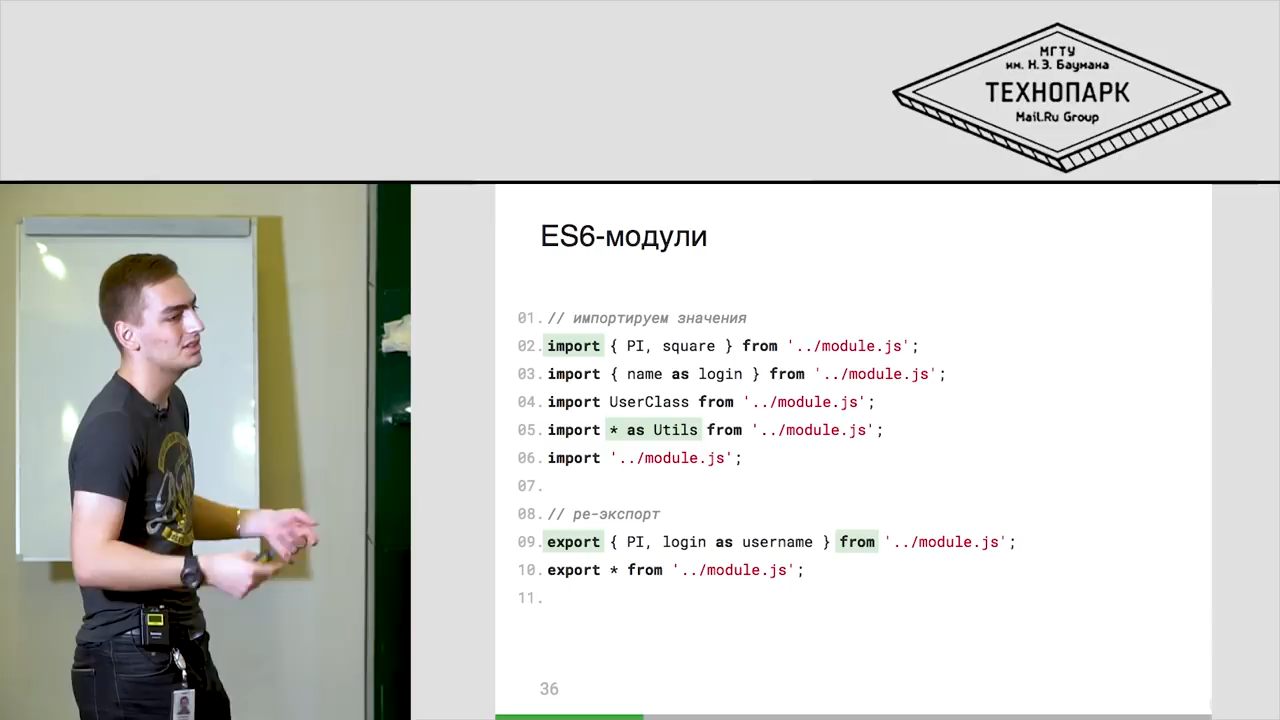 МГТУ
им. Н.Э. Баумана
ТЕХНОПАРК
Mail.Ru Group
ES6-модули
01. // импортируем значения
02. import { PI, square } from '../module.js';
03. import { name as login } from '../module.js';
04. import UserClass from '../module.js';
05. import * as Utils from '../module.js';
06. import '../module.js';
07.
08. // ре-экспорт
09. export { PI, login as username } from '../module.js';
10. export * from '../module.js';
11.
36